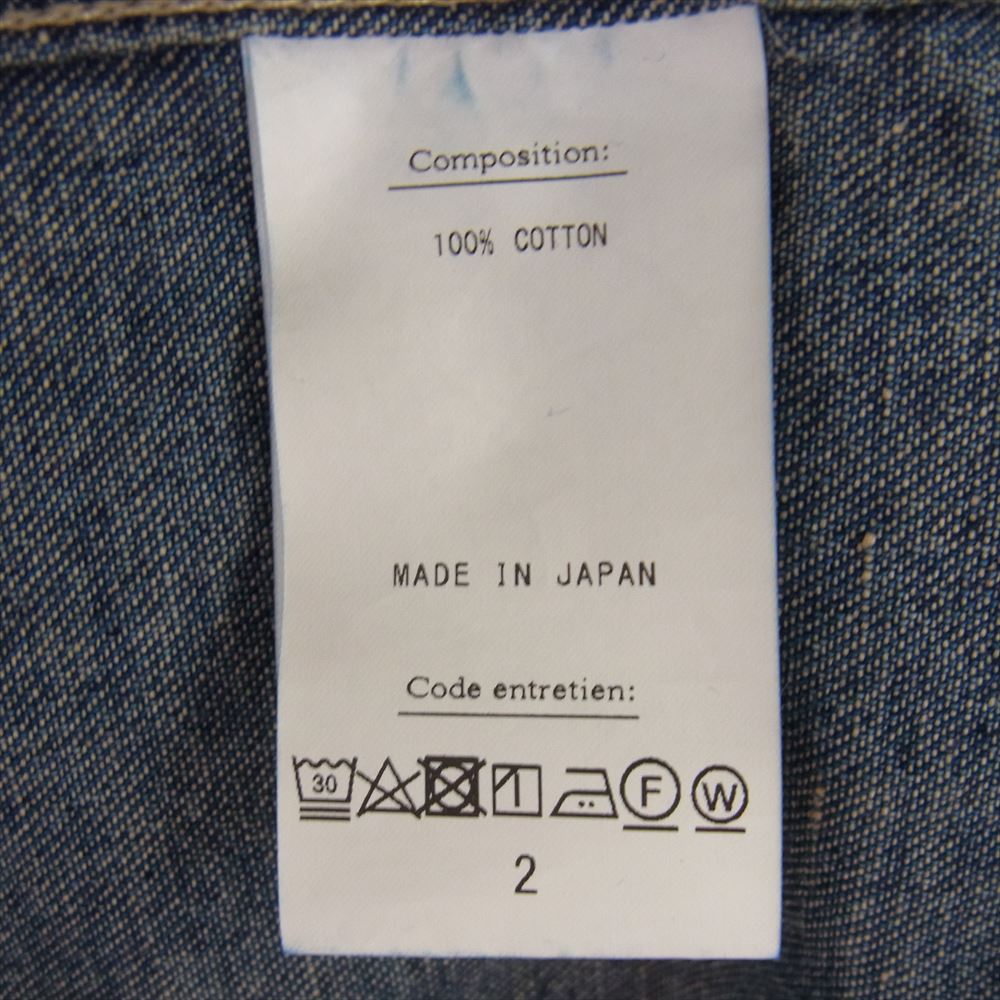 Composition:
100% COTTON
MADE IN JAPAN
Code entretien:
30 F W
2